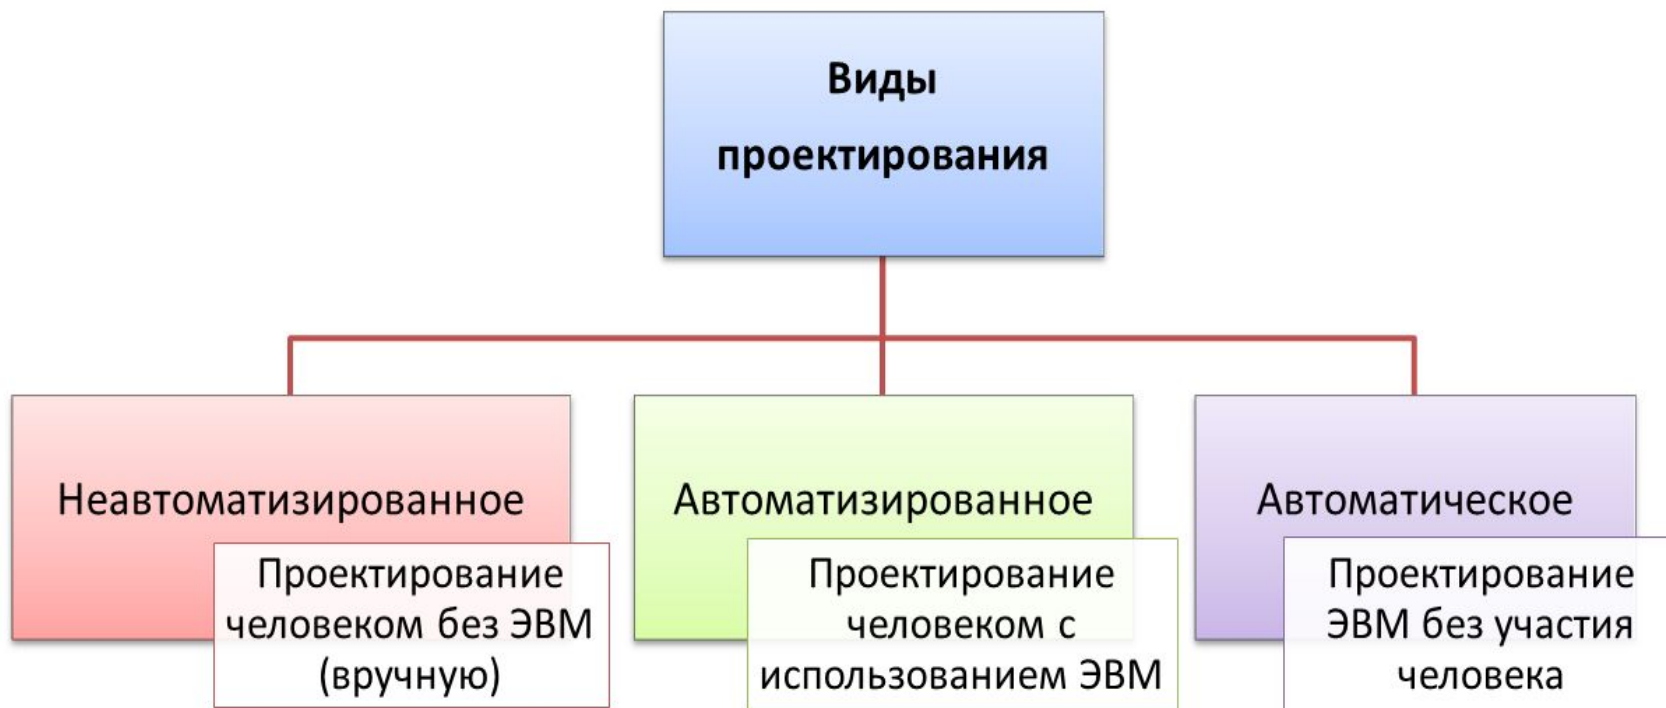 Виды
проектирования
Неавтоматизированное
Проектирование
человеком без ЭВМ
(вручную)
Автоматизированное
Проектирование
человеком с
использованием ЭВМ
Автоматическое
Проектирование
ЭВМ без участия
человека